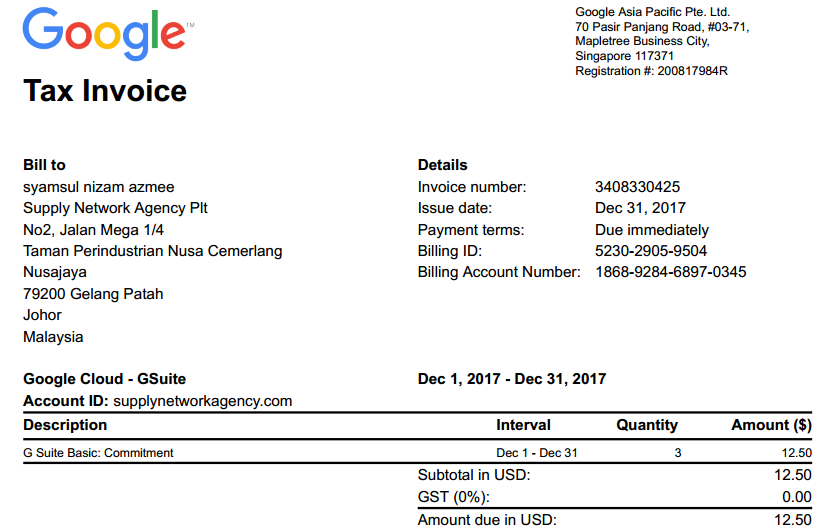 Google™
Google Asia Pacific Pte. Ltd.
70 Pasir Panjang Road, #03-71,
Mapletree Business City,
Singapore 117371
Registration #: 200817984R
Tax Invoice
Bill to
syamsul nizam azmee
Supply Network Agency Plt
No2, Jalan Mega 1/4
Taman Perindustrian Nusa Cemerlang
Nusajaya
79200 Gelang Patah
Johor
Malaysia
Details
Invoice number: 3408330425
Issue date: Dec 31, 2017
Payment terms: Due immediately
Billing ID: 5230-2905-9504
Billing Account Number: 1868-9284-6897-0345
Google Cloud - GSuite Dec 1, 2017 - Dec 31, 2017
Account ID: supplynetworkagency.com
Description Interval Quantity Amount ($)
G Suite Basic: Commitment Dec 1 - Dec 31 3 12.50
Subtotal in USD: 12.50
GST (0%): 0.00
Amount due in USD: 12.50